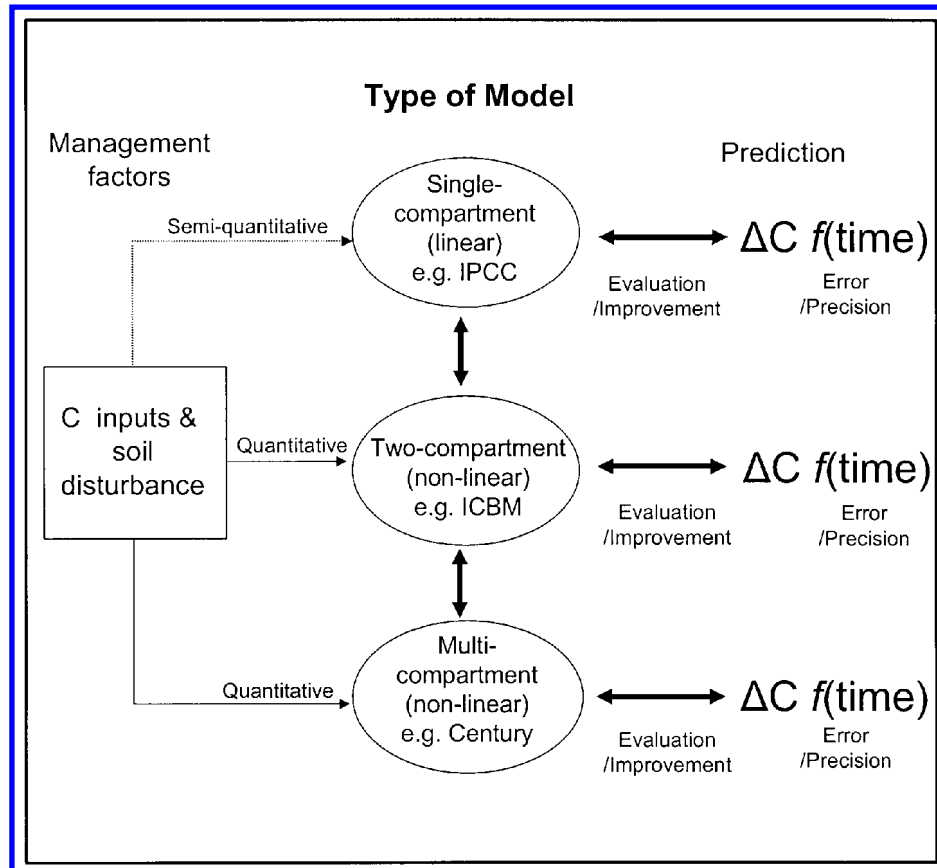 Type of Model
Management
factors
Prediction
Semi-quantitative
Single-
compartment
(linear)
e.g. IPCC
ΔC f(time)
Evaluation
/Improvement
Error
/Precision
C inputs &
soil
disturbance
Quantitative
Two-compartment
(non-linear)
e.g. ICBM
ΔC f(time)
Evaluation
/Improvement
Error
/Precision
Quantitative
Multi-
compartment
(non-linear)
e.g. Century
ΔC f(time)
Evaluation
/Improvement
Error
/Precision